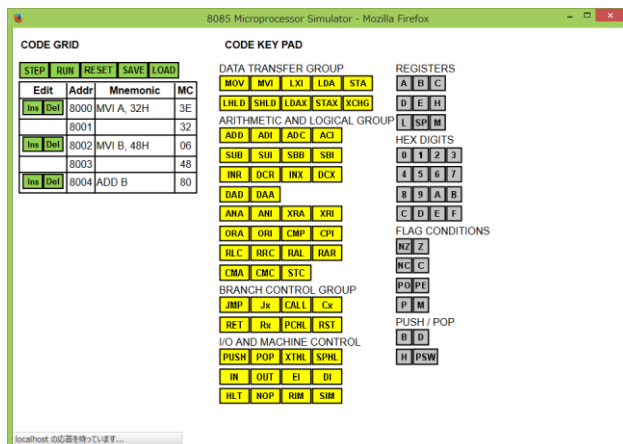 8085 Microprocessor Simulator - Mozilla Firefox
CODE GRID
STEP RUN RESET SAVE LOAD
Edit Addr Mnemonic MC
Ins Del 8000 MVI A, 32H 3E
8001 32
Ins Del 8002 MVI B, 48H 06
8003 48
Ins Del 8004 ADD B 80
CODE KEY PAD
DATA TRANSFER GROUP
MOV MVI LXI LDA STA
LHLD SHLD LDAX STAX XCHG
ARITHMETIC AND LOGICAL GROUP
ADD ADI ADC ACI
SUB SUI SBB SBI
INR DCR INX DCX
DAD DAA
ANA ANI XRA XRI
ORA ORI CMP CPI
RLC RRC RAL RAR
CMA CMC STC
BRANCH CONTROL GROUP
JMP Jx CALL Cx
RET Rx PCHL RST
I/O AND MACHINE CONTROL
PUSH POP XTHL SPHL
IN OUT EI DI
HLT NOP RIM SIM
REGISTERS
A B C
D E H
L SP M
HEX DIGITS
0 1 2 3
4 5 6 7
8 9 A B
C D E F
FLAG CONDITIONS
NZ Z
NC C
PO PE
P M
PUSH / POP
B D
H PSW
localhost の応答を待っています...